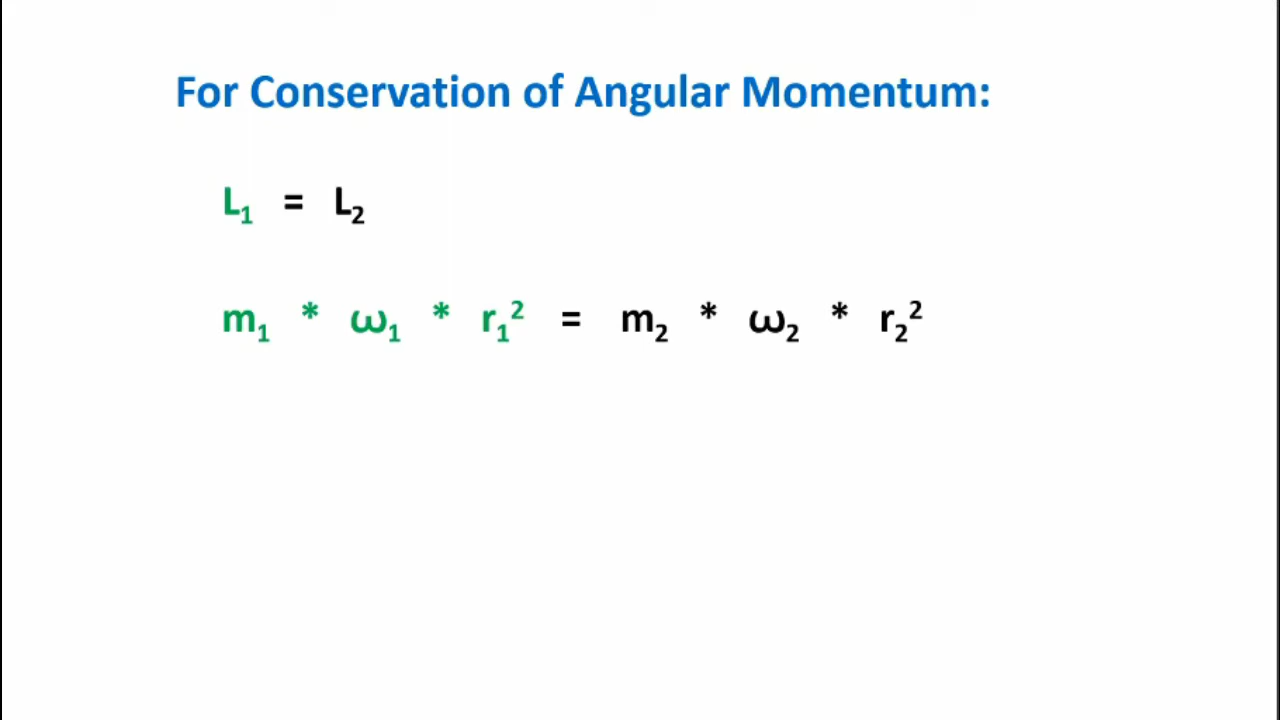 For Conservation of Angular Momentum:
L₁ = L₂
m₁ * ω₁ * r₁² = m₂ * ω₂ * r₂²